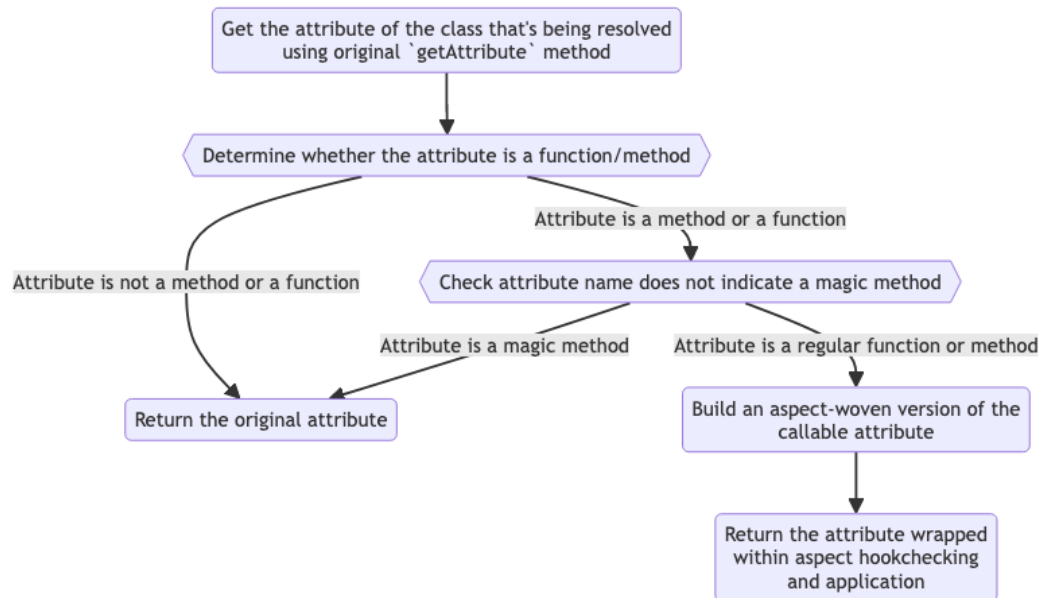 Get the attribute of the class that's being resolved
using original `getAttribute` method
Determine whether the attribute is a function/method
Attribute is a method or a function
Attribute is not a method or a function
Check attribute name does not indicate a magic method
Attribute is a magic method
Attribute is a regular function or method
Return the original attribute
Build an aspect-woven version of the
callable attribute
Return the attribute wrapped
within aspect hookchecking
and application